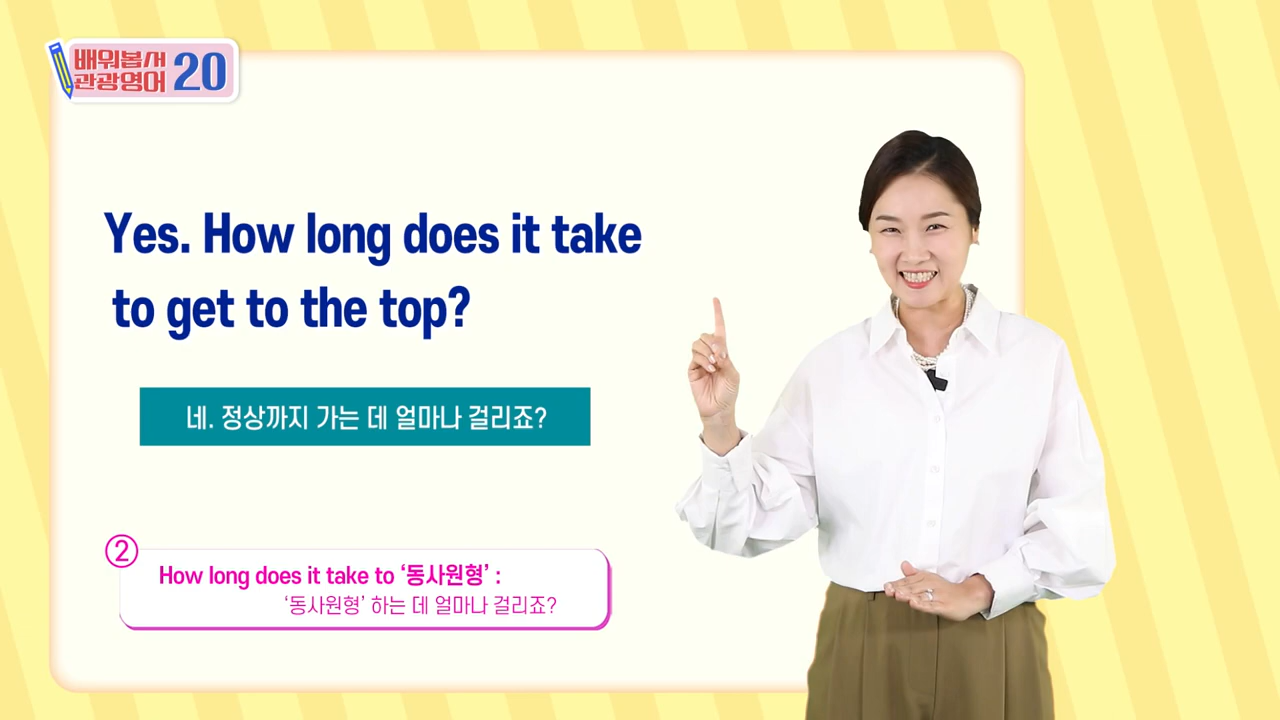 배워봅서
관광영어 20
Yes. How long does it take
to get to the top?
네. 정상까지 가는 데 얼마나 걸리죠?
②
How long does it take to ‘동사원형’ :
‘동사원형’ 하는 데 얼마나 걸리죠?